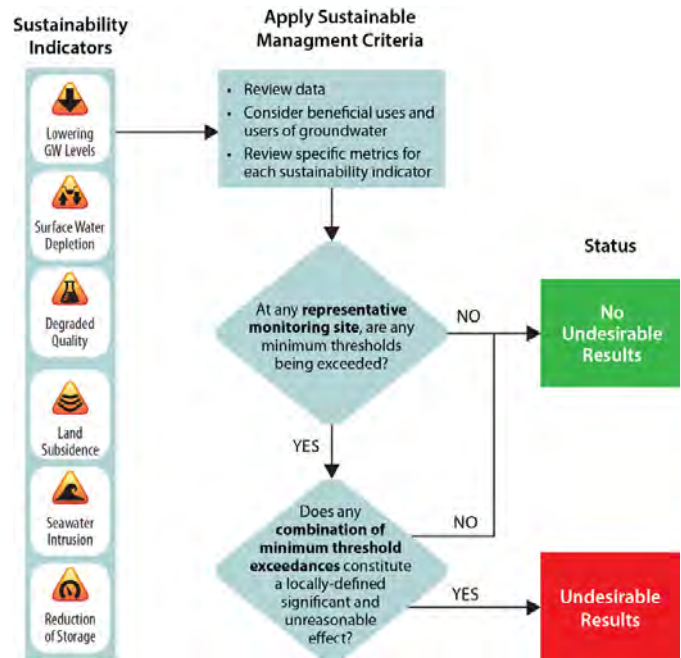 Sustainability
Indicators
Lowering
GW Levels
Surface Water
Depletion
Degraded
Quality
Land
Subsidence
Seawater
Intrusion
Reduction
of Storage
Apply Sustainable
Managment Criteria
• Review data
• Consider beneficial uses and
users of groundwater
• Review specific metrics for
each sustainability indicator
At any representative
monitoring site, are any
minimum thresholds
being exceeded?
NO
YES
Does any
combination of
minimum threshold
exceedances constitute
a locally-defined
significant and
unreasonable
effect?
NO
YES
Status
No
Undesirable
Results
Undesirable
Results